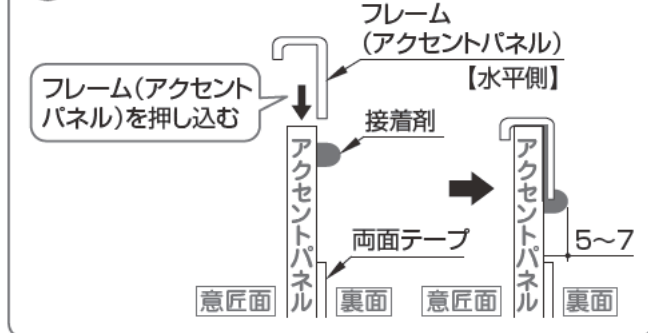 フレーム
(アクセントパネル)
【水平側】
フレーム(アクセント
パネル)を押し込む
接着剤
アクセントパネル
両面テープ
意匠面
裏面
アクセントパネル
5～7
意匠面
裏面